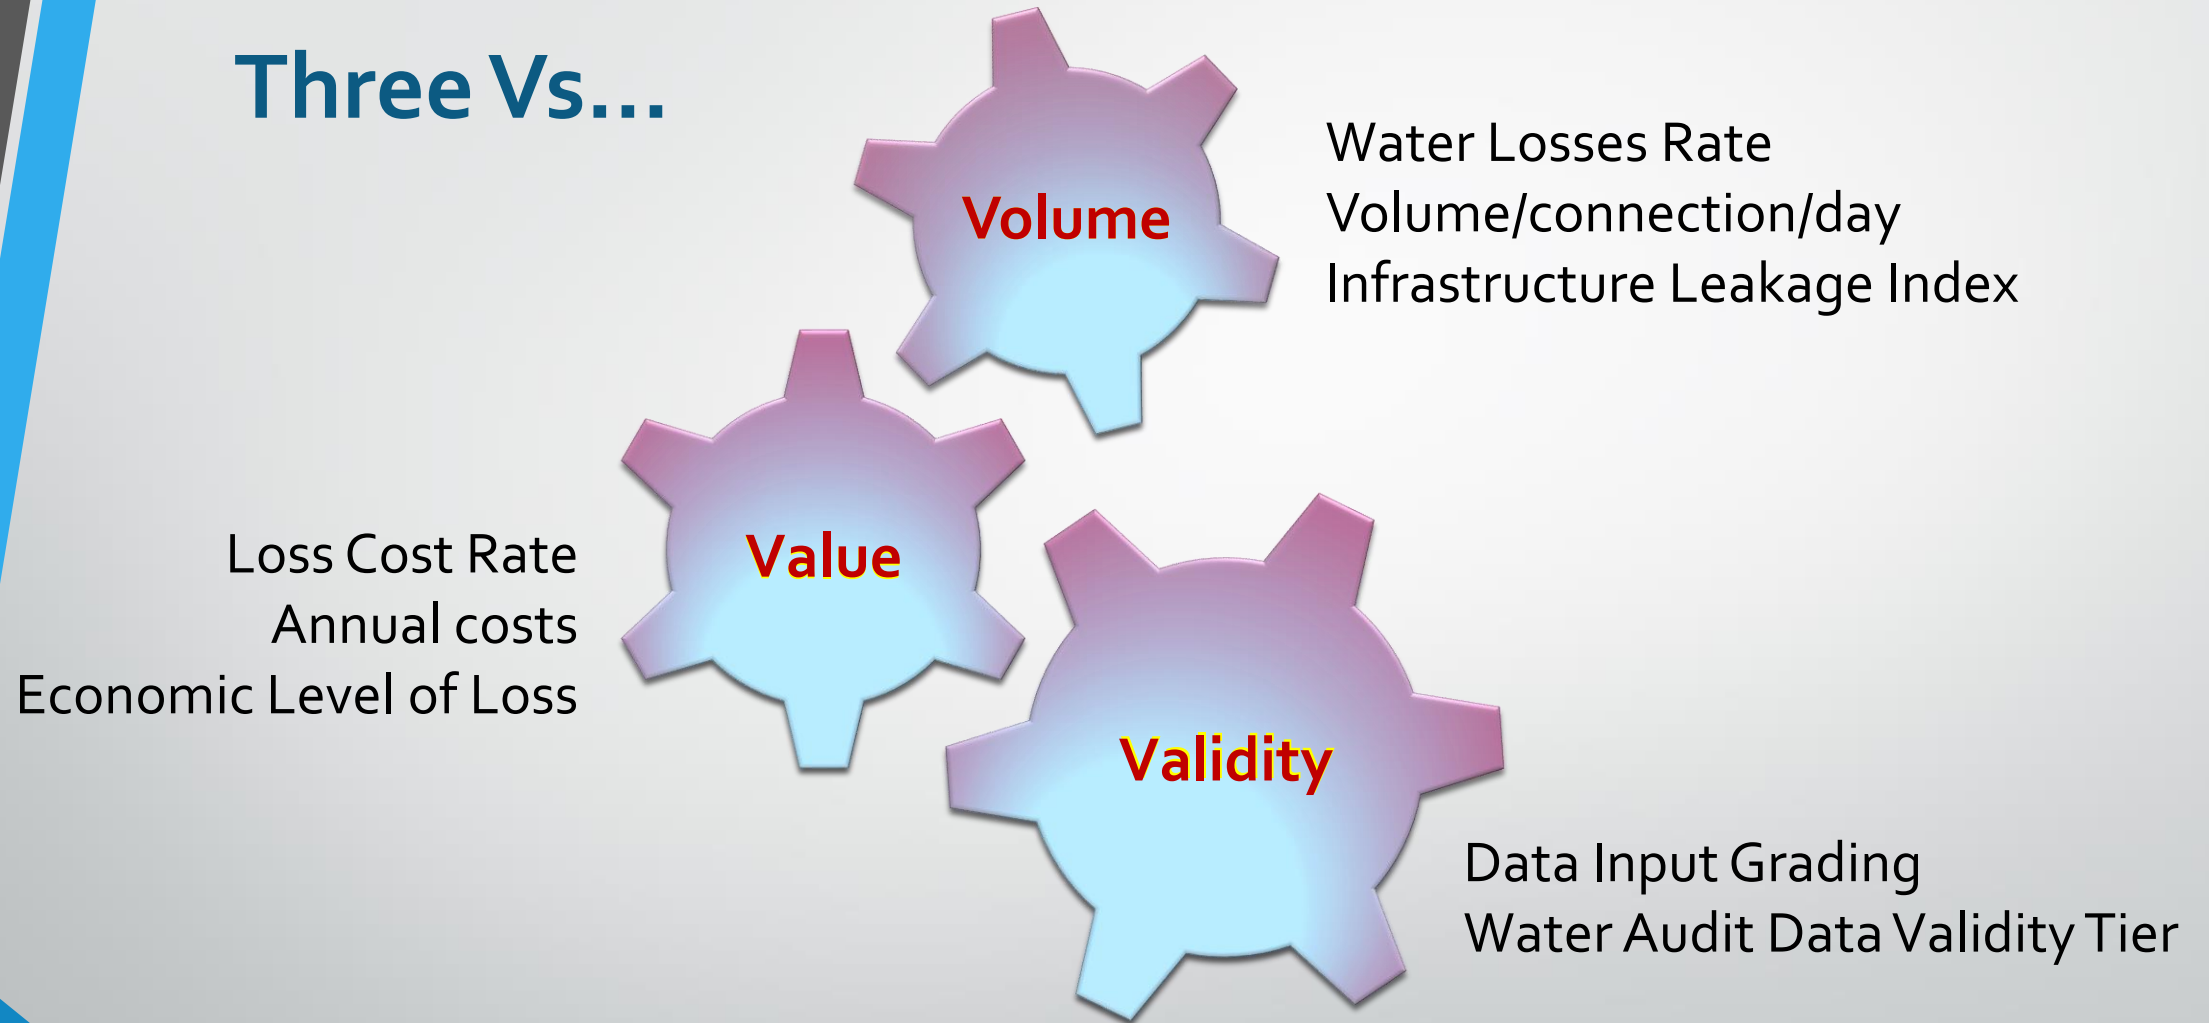 Three Vs...
Volume
Water Losses Rate
Volume/connection/day
Infrastructure Leakage Index
Value
Loss Cost Rate
Annual costs
Economic Level of Loss
Validity
Data Input Grading
Water Audit Data Validity Tier